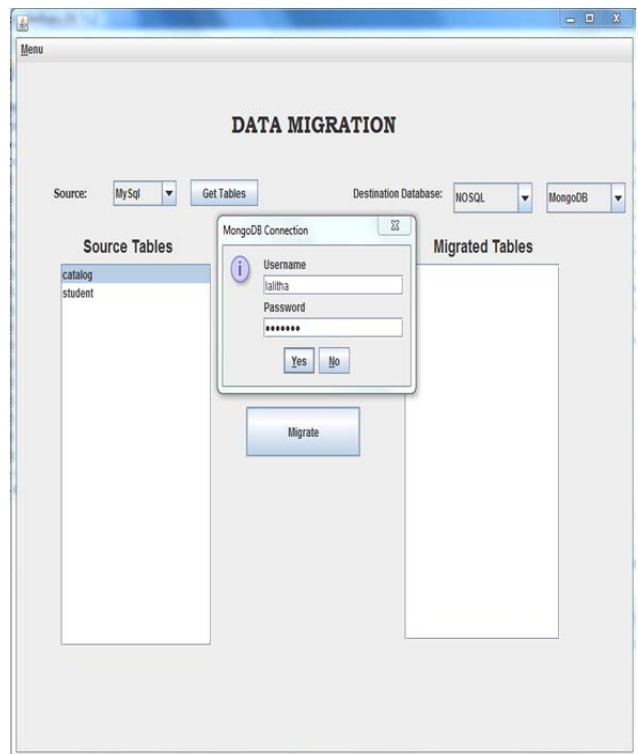 Menu
DATA MIGRATION
Source: MySql Get Tables Destination Database: NOSQL MongoDB
MongoDB Connection
Source Tables
Migrated Tables
catalog
student
Username
lalitha
Password
•••••••
Yes No
Migrate